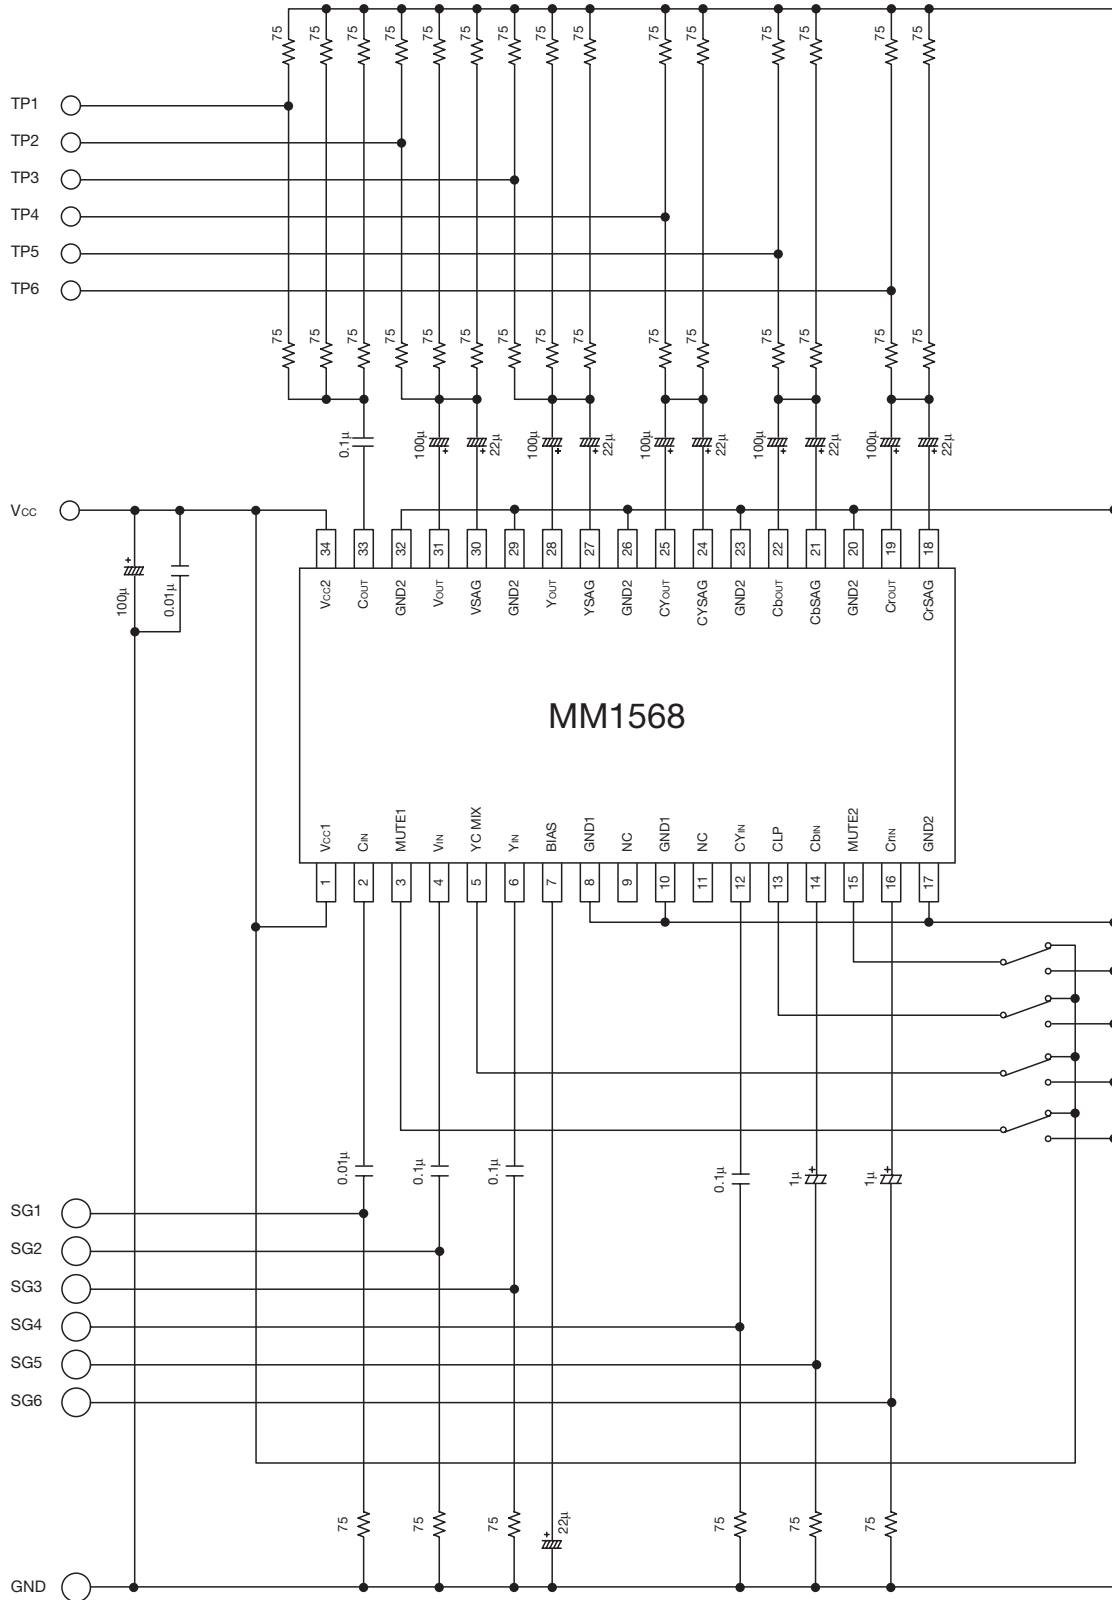 75 75 75 75 75 75 75 75 75 75 75 75 75 75 75
TP1
TP2
TP3
TP4
TP5
TP6
75 75 75 75 75 75 75 75 75 75 75 75 75 75 75
0.1μ 100μ + 22μ + 100μ + 22μ + 100μ + 22μ + 100μ + 22μ + 100μ + 22μ +
Vcc
+ 100μ 0.01μ
34 33 32 31 30 29 28 27 26 25 24 23 22 21 20 19 18
Vcc2 COUT GND2 VOUT VSAG GND2 YOUT YSAG GND2 CYOUT CYSAG GND2 CbOUT CbSAG GND2 CrOUT CrSAG
MM1568
Vcc1 CIN MUTE1 VIN YC MIX YIN BIAS GND1 NC GND1 NC CYIN CLP CbIN MUTE2 CrIN GND2
1 2 3 4 5 6 7 8 9 10 11 12 13 14 15 16 17
0.01μ 0.1μ 0.1μ 0.1μ 1μ + 1μ +
SG1
SG2
SG3
SG4
SG5
SG6
75 75 75 + 22μ 75 75 75
GND